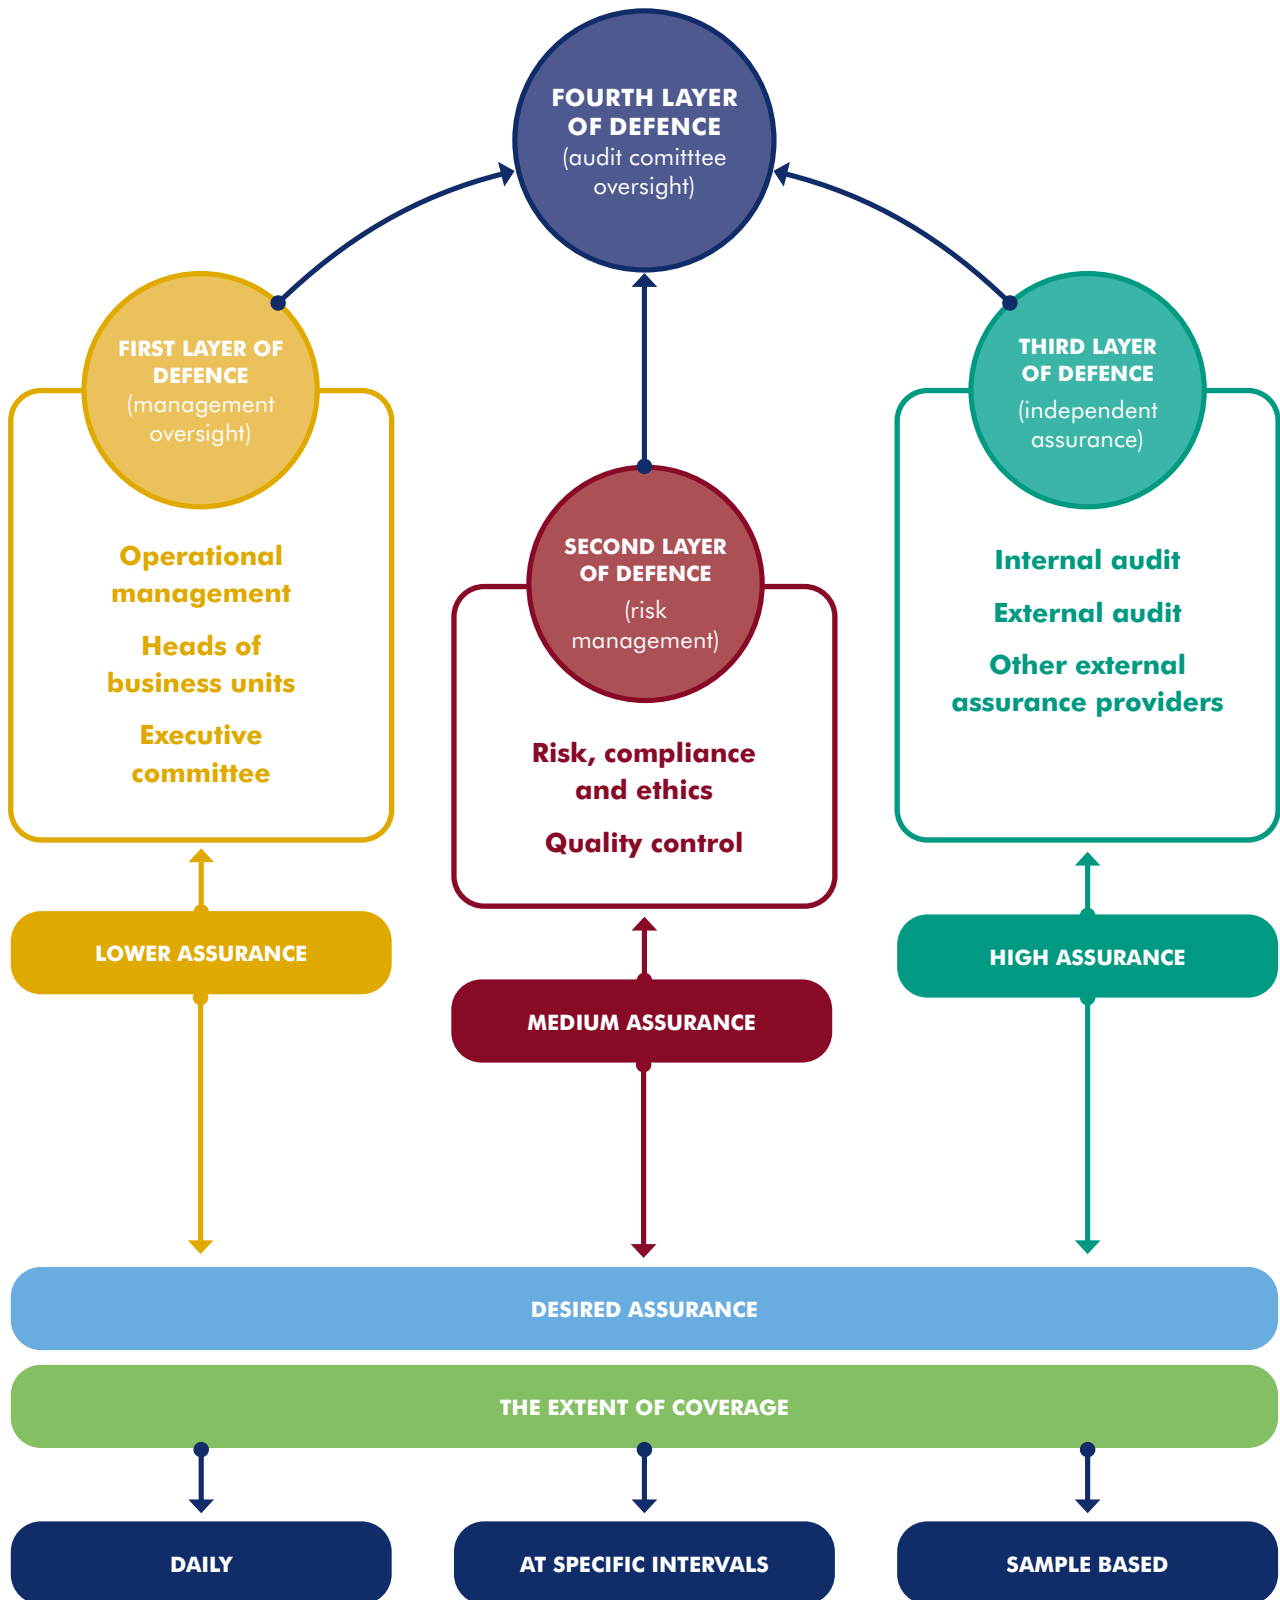 FOURTH LAYER
OF DEFENCE
(audit comitttee
oversight)
FIRST LAYER OF
DEFENCE
(management
oversight)
Operational
management
Heads of
business units
Executive
committee
LOWER ASSURANCE
SECOND LAYER
OF DEFENCE
(risk
management)
Risk, compliance
and ethics
Quality control
MEDIUM ASSURANCE
THIRD LAYER
OF DEFENCE
(independent
assurance)
Internal audit
External audit
Other external
assurance providers
HIGH ASSURANCE
DESIRED ASSURANCE
THE EXTENT OF COVERAGE
DAILY
AT SPECIFIC INTERVALS
SAMPLE BASED